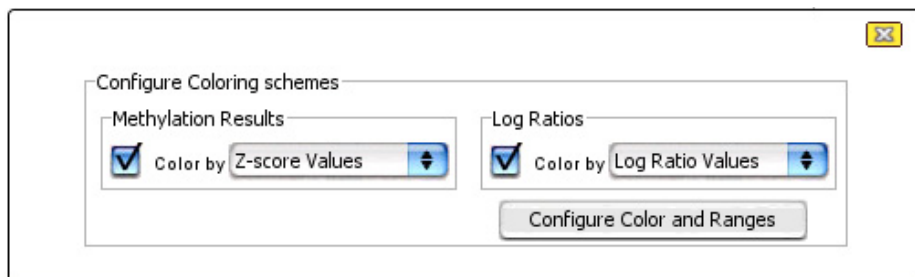 Configure Coloring schemes
Methylation Results
Color by Z-score Values
Log Ratios
Color by Log Ratio Values
Configure Color and Ranges